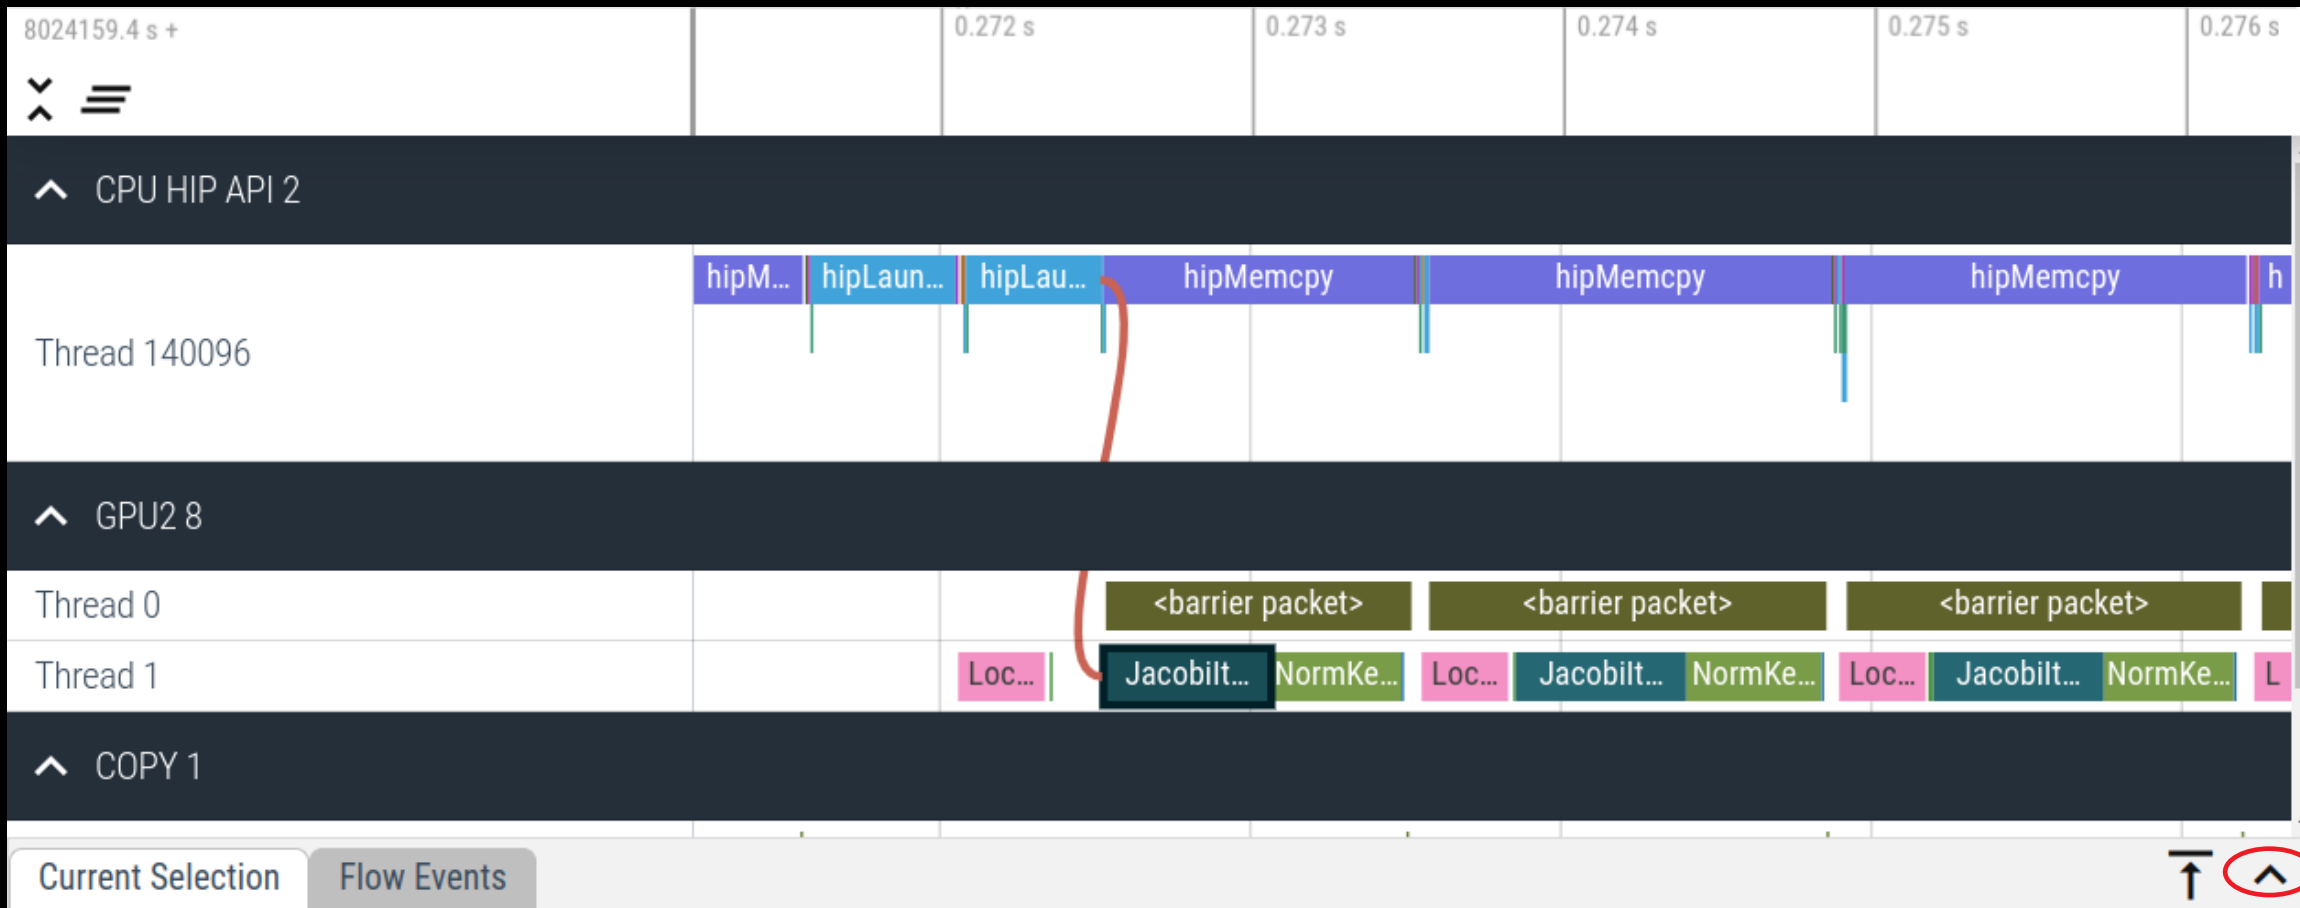 8024159.4 s + 0.272 s 0.273 s 0.274 s 0.275 s 0.276 s
CPU HIP API 2
hipM... hipLaun... hipLau... hipMemcpy hipMemcpy hipMemcpy h
Thread 140096
GPU2 8
Thread 0 <barrier packet> <barrier packet> <barrier packet>
Thread 1 Loc... JacobiIt... NormKe... Loc... JacobiIt... NormKe... Loc... JacobiIt... NormKe... L
COPY 1
Current Selection Flow Events